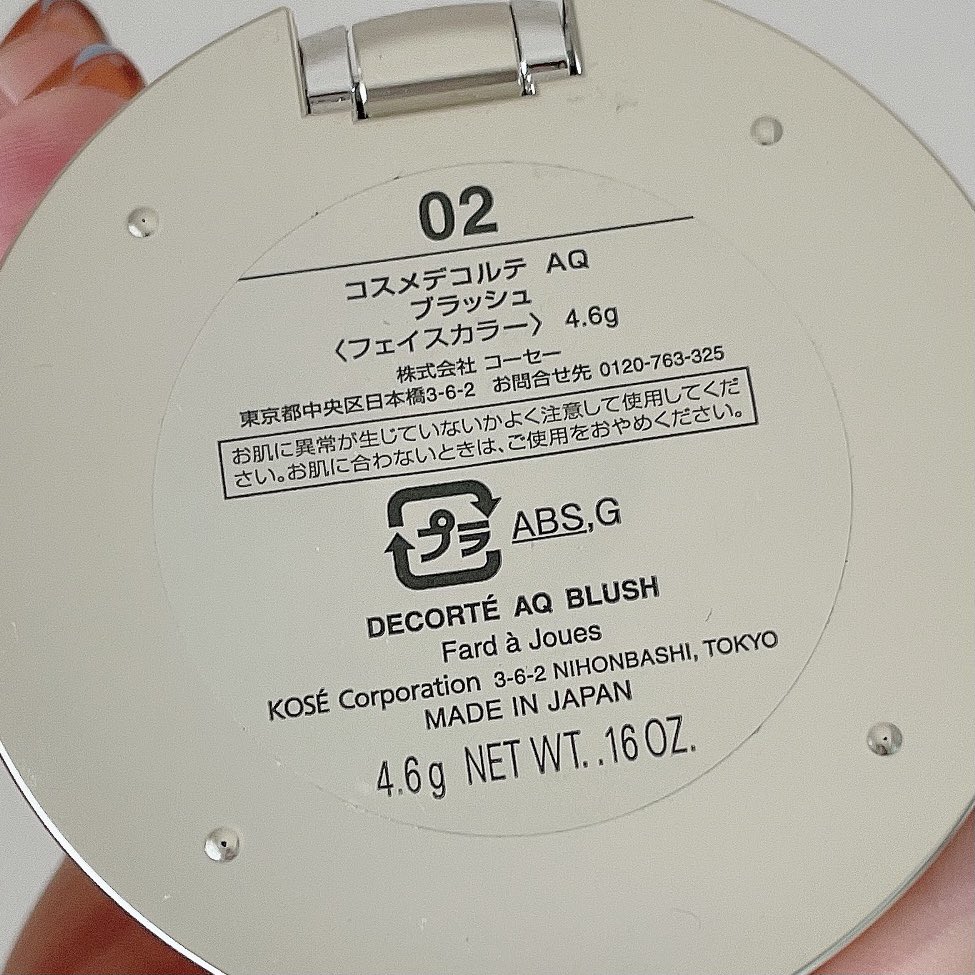 02
コスメデコルテ AQ
ブラッシュ
〈フェイスカラー〉 4.6g
株式会社 コーセー
東京都中央区日本橋3-6-2 お問合せ先 0120-763-325
お肌に異常が生じていないかよく注意して使用してくだ
さい。お肌に合わないときは、ご使用をおやめください。
プラ ABS,G
DECORTÉ AQ BLUSH
Fard à Joues
KOSÉ Corporation 3-6-2 NIHONBASHI, TOKYO
MADE IN JAPAN
4.6g NET WT. .16 OZ.